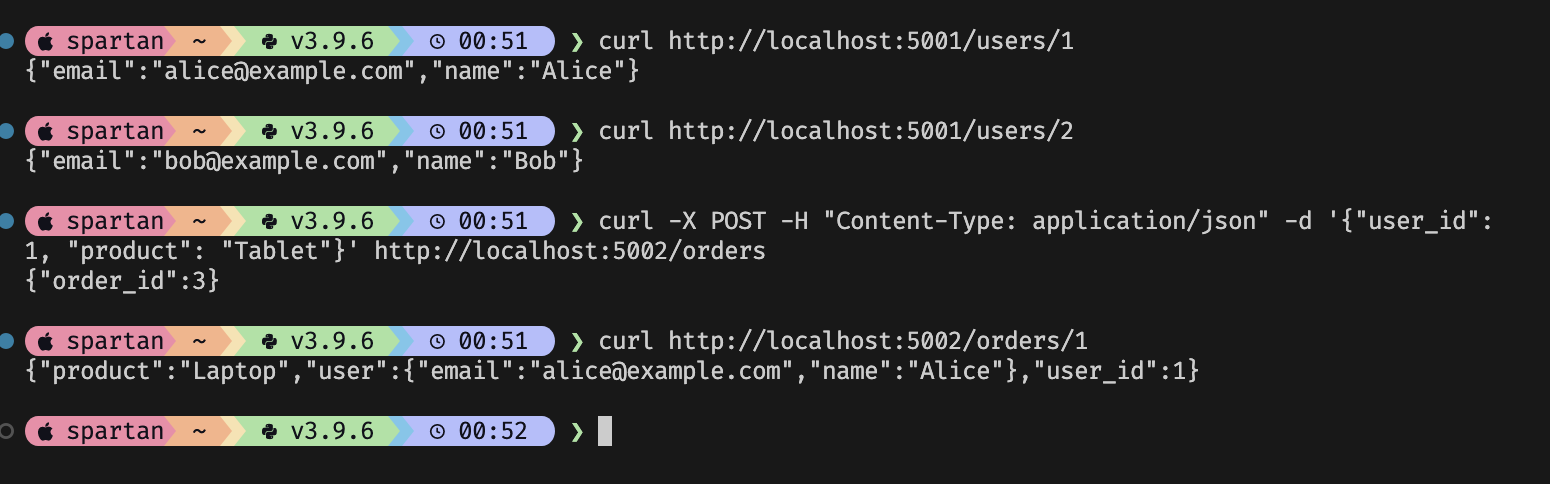 spartan ~ v3.9.6 00:51 ❯ curl http://localhost:5001/users/1
{"email":"alice@example.com","name":"Alice"}
spartan ~ v3.9.6 00:51 ❯ curl http://localhost:5001/users/2
{"email":"bob@example.com","name":"Bob"}
spartan ~ v3.9.6 00:51 ❯ curl -X POST -H "Content-Type: application/json" -d '{"user_id":
1, "product": "Tablet"}' http://localhost:5002/orders
{"order_id":3}
spartan ~ v3.9.6 00:51 ❯ curl http://localhost:5002/orders/1
{"product":"Laptop","user":{"email":"alice@example.com","name":"Alice"},"user_id":1}
spartan ~ v3.9.6 00:52 ❯